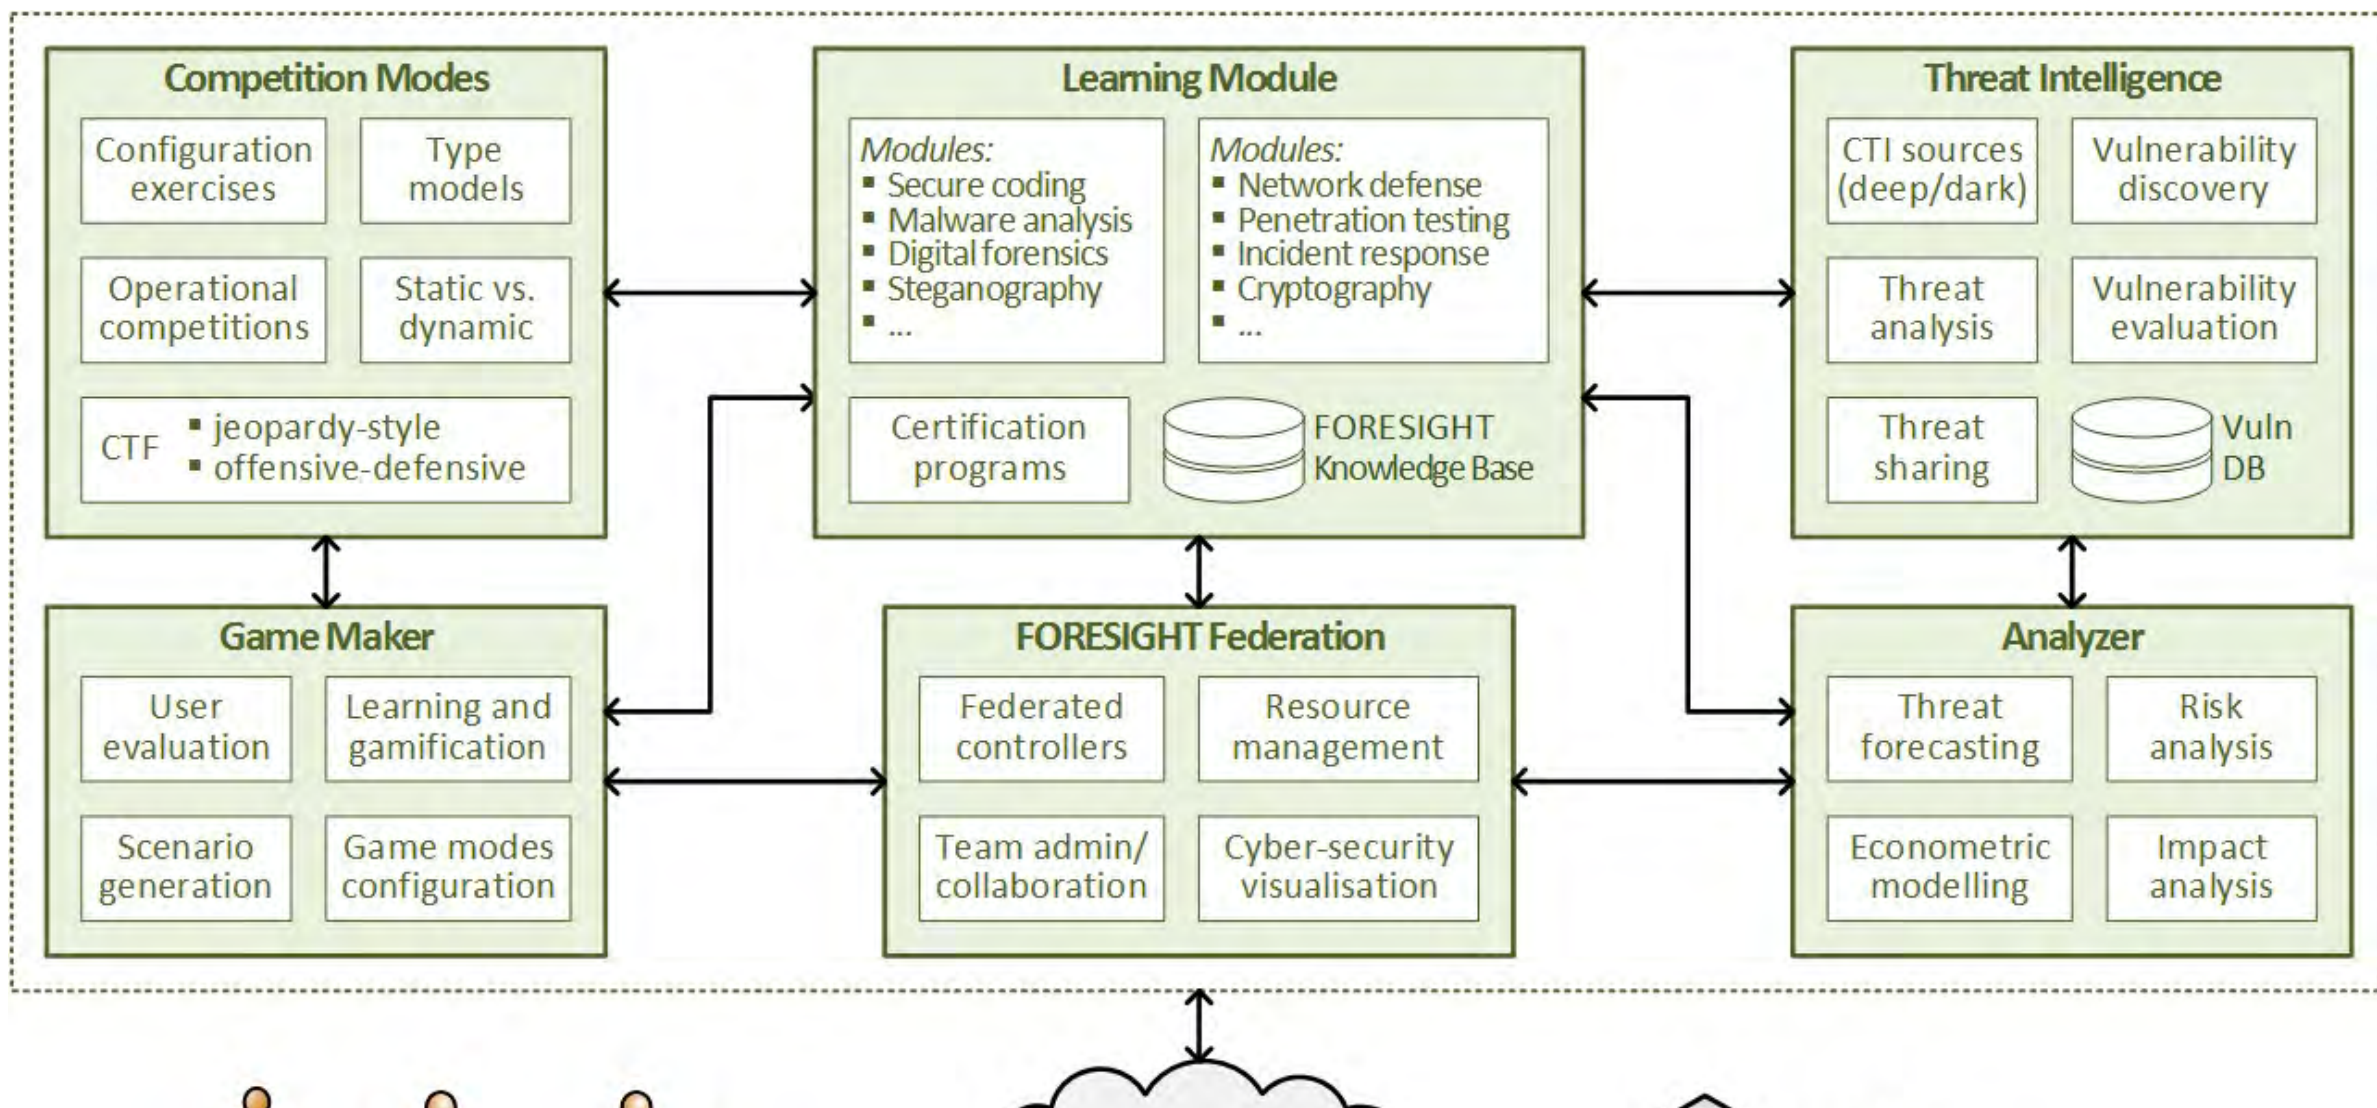 Competition Modes
Configuration
exercises
Type
models
Operational
competitions
Static vs.
dynamic
CTF
▪ jeopardy-style
▪ offensive-defensive
Learning Module
Modules:
▪ Secure coding
▪ Malware analysis
▪ Digital forensics
▪ Steganography
▪ ...
Modules:
▪ Network defense
▪ Penetration testing
▪ Incident response
▪ Cryptography
▪ ...
Certification
programs
FORESIGHT
Knowledge Base
Threat Intelligence
CTI sources
(deep/dark)
Vulnerability
discovery
Threat
analysis
Vulnerability
evaluation
Threat
sharing
Vuln
DB
Game Maker
User
evaluation
Learning and
gamification
Scenario
generation
Game modes
configuration
FORESIGHT Federation
Federated
controllers
Resource
management
Team admin/
collaboration
Cyber-security
visualisation
Analyzer
Threat
forecasting
Risk
analysis
Econometric
modelling
Impact
analysis